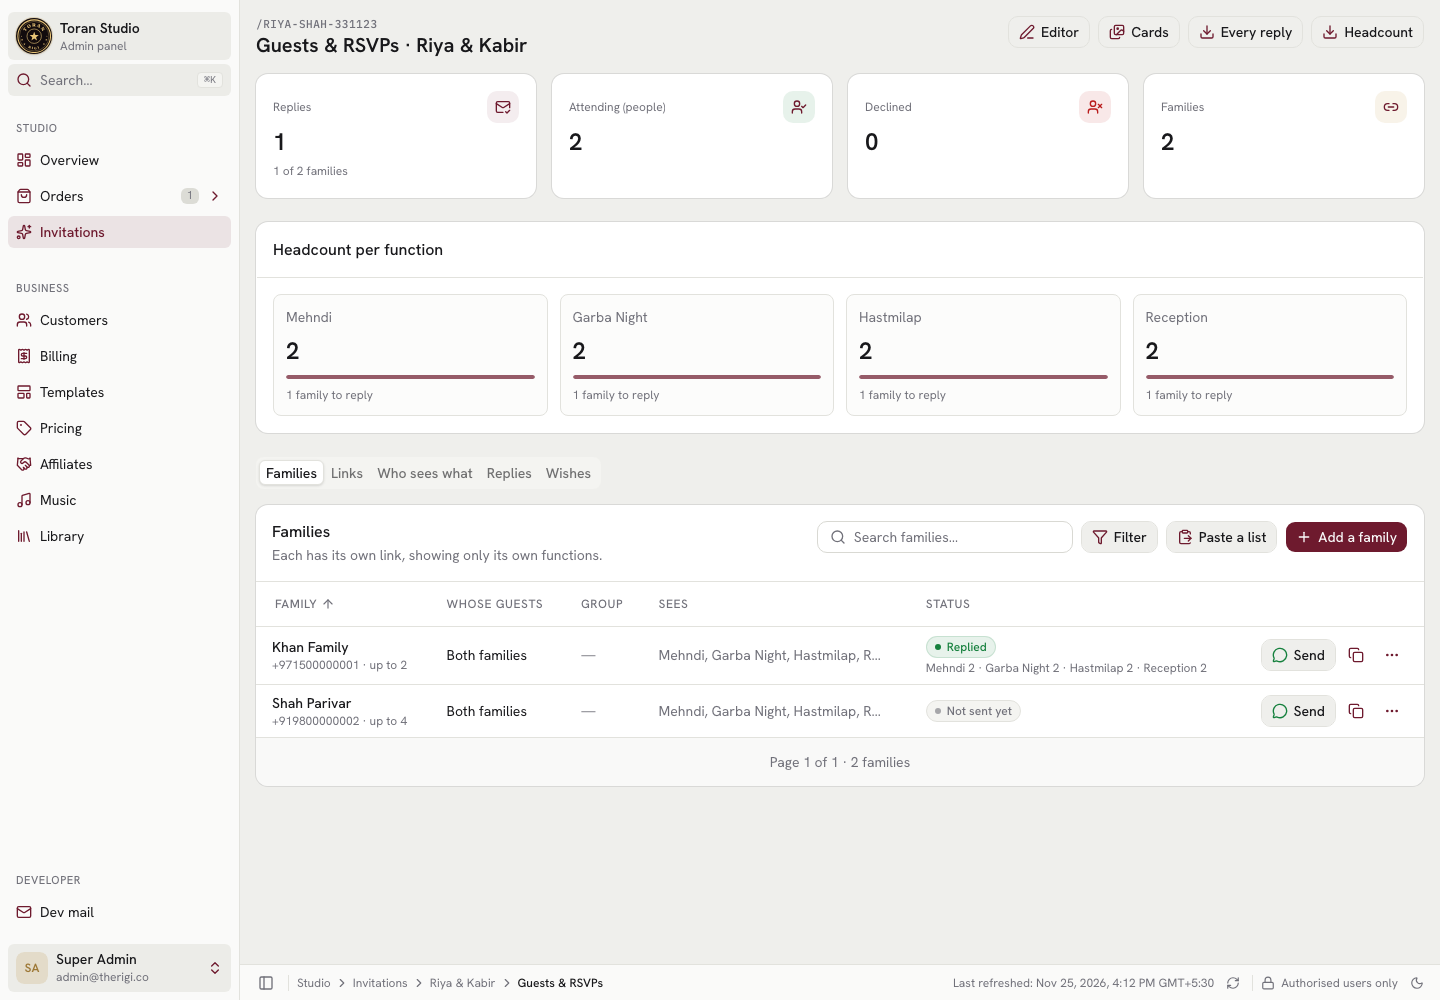 Toran Studio
Admin panel
Search...
⌘K
STUDIO
Overview
Orders
1
Invitations
BUSINESS
Customers
Billing
Templates
Pricing
Affiliates
Music
Library
DEVELOPER
Dev mail
SA
Super Admin
admin@therigi.co
/RIYA-SHAH-331123
Guests & RSVPs · Riya & Kabir
Editor
Cards
Every reply
Headcount
Replies
1
1 of 2 families
Attending (people)
2
Declined
0
Families
2
Headcount per function
Mehndi
2
1 family to reply
Garba Night
2
1 family to reply
Hastmilap
2
1 family to reply
Reception
2
1 family to reply
Families Links Who sees what Replies Wishes
Families
Each has its own link, showing only its own functions.
Search families...
Filter
Paste a list
Add a family
FAMILY WHOSE GUESTS GROUP SEES STATUS
Khan Family
+971500000001 · up to 2
Both families
—
Mehndi, Garba Night, Hastmilap, R...
Replied
Mehndi 2 · Garba Night 2 · Hastmilap 2 · Reception 2
Send
Shah Parivar
+919800000002 · up to 4
Both families
—
Mehndi, Garba Night, Hastmilap, R...
Not sent yet
Send
Page 1 of 1 · 2 families
Studio > Invitations > Riya & Kabir > Guests & RSVPs
Last refreshed: Nov 25, 2026, 4:12 PM GMT+5:30
Authorised users only